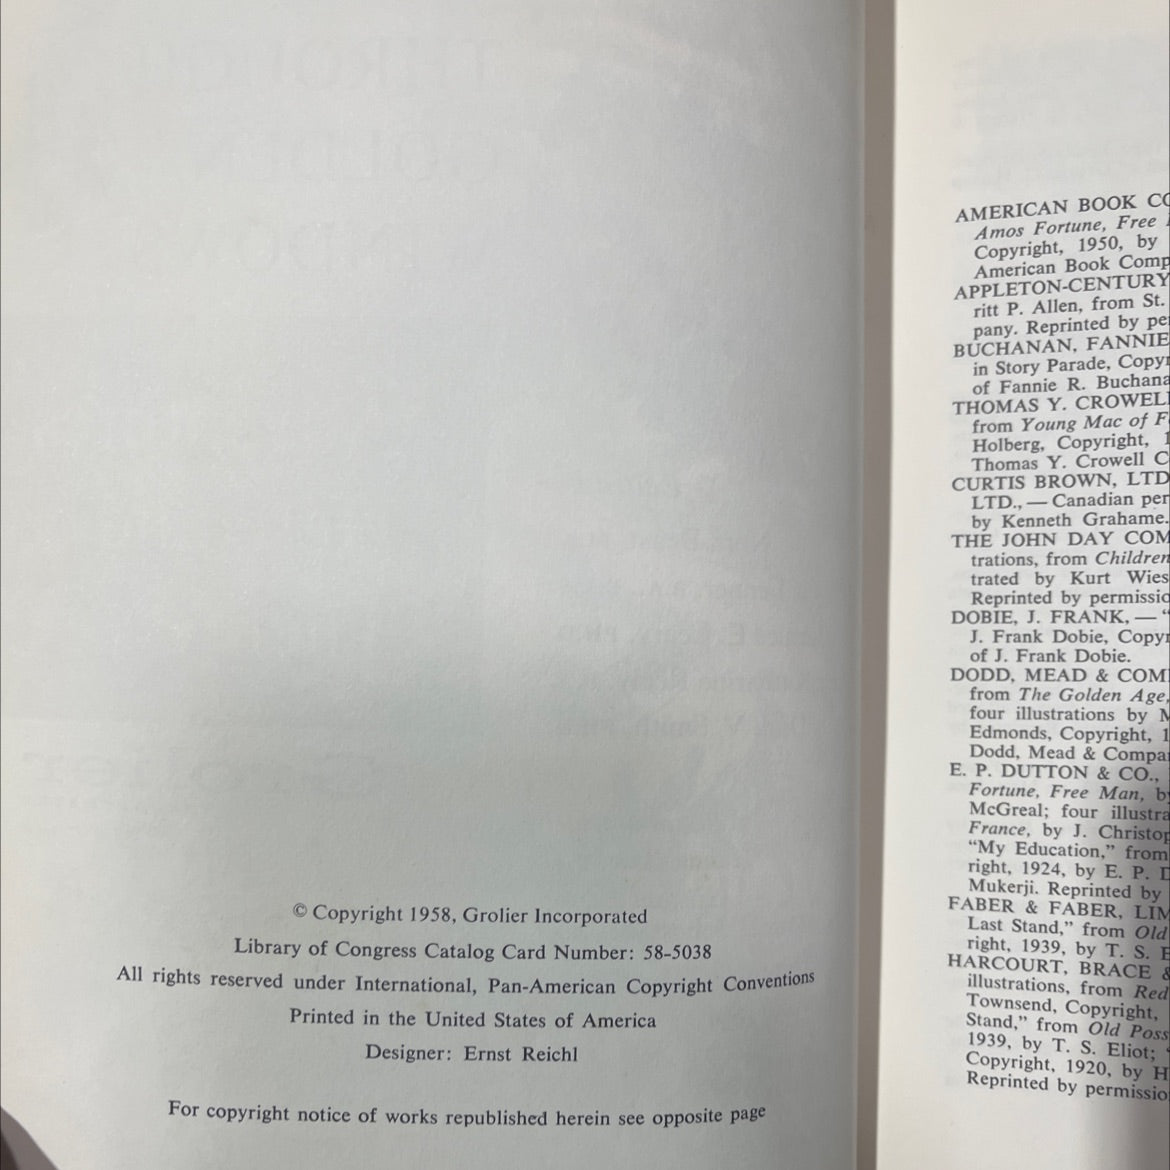 © Copyright 1958, Grolier Incorporated
Library of Congress Catalog Card Number: 58-5038
All rights reserved under International, Pan-American Copyright Conventions
Printed in the United States of America
Designer: Ernst Reichl
For copyright notice of works republished herein see opposite page
AMERICAN BOOK CO
Amos Fortune, Free
Copyright, 1950, by
American Book Comp
APPLETON-CENTURY
ritt P. Allen, from St.
pany. Reprinted by pe
BUCHANAN, FANNIE
in Story Parade, Copy
of Fannie R. Buchana
THOMAS Y. CROWEL
from Young Mac of F
Holberg, Copyright, 1
Thomas Y. Crowell C
CURTIS BROWN, LTD
LTD., — Canadian per
by Kenneth Grahame.
THE JOHN DAY COM
trations, from Children
trated by Kurt Wies
Reprinted by permissio
DOBIE, J. FRANK, — “
J. Frank Dobie, Copy
of J. Frank Dobie.
DODD, MEAD & COM
from The Golden Age,
four illustrations by M
Edmonds, Copyright, 1
Dodd, Mead & Compa
E. P. DUTTON & CO.,
Fortune, Free Man, by
McGreal; four illustra
France, by J. Christop
“My Education,” from
right, 1924, by E. P. D
Mukerji. Reprinted by
FABER & FABER, LIM
Last Stand,” from Old
right, 1939, by T. S. E
HARCOURT, BRACE &
illustrations, from Red
Townsend, Copyright,
Stand,” from Old Poss
1939, by T. S. Eliot; “
Copyright, 1920, by H
Reprinted by permissio